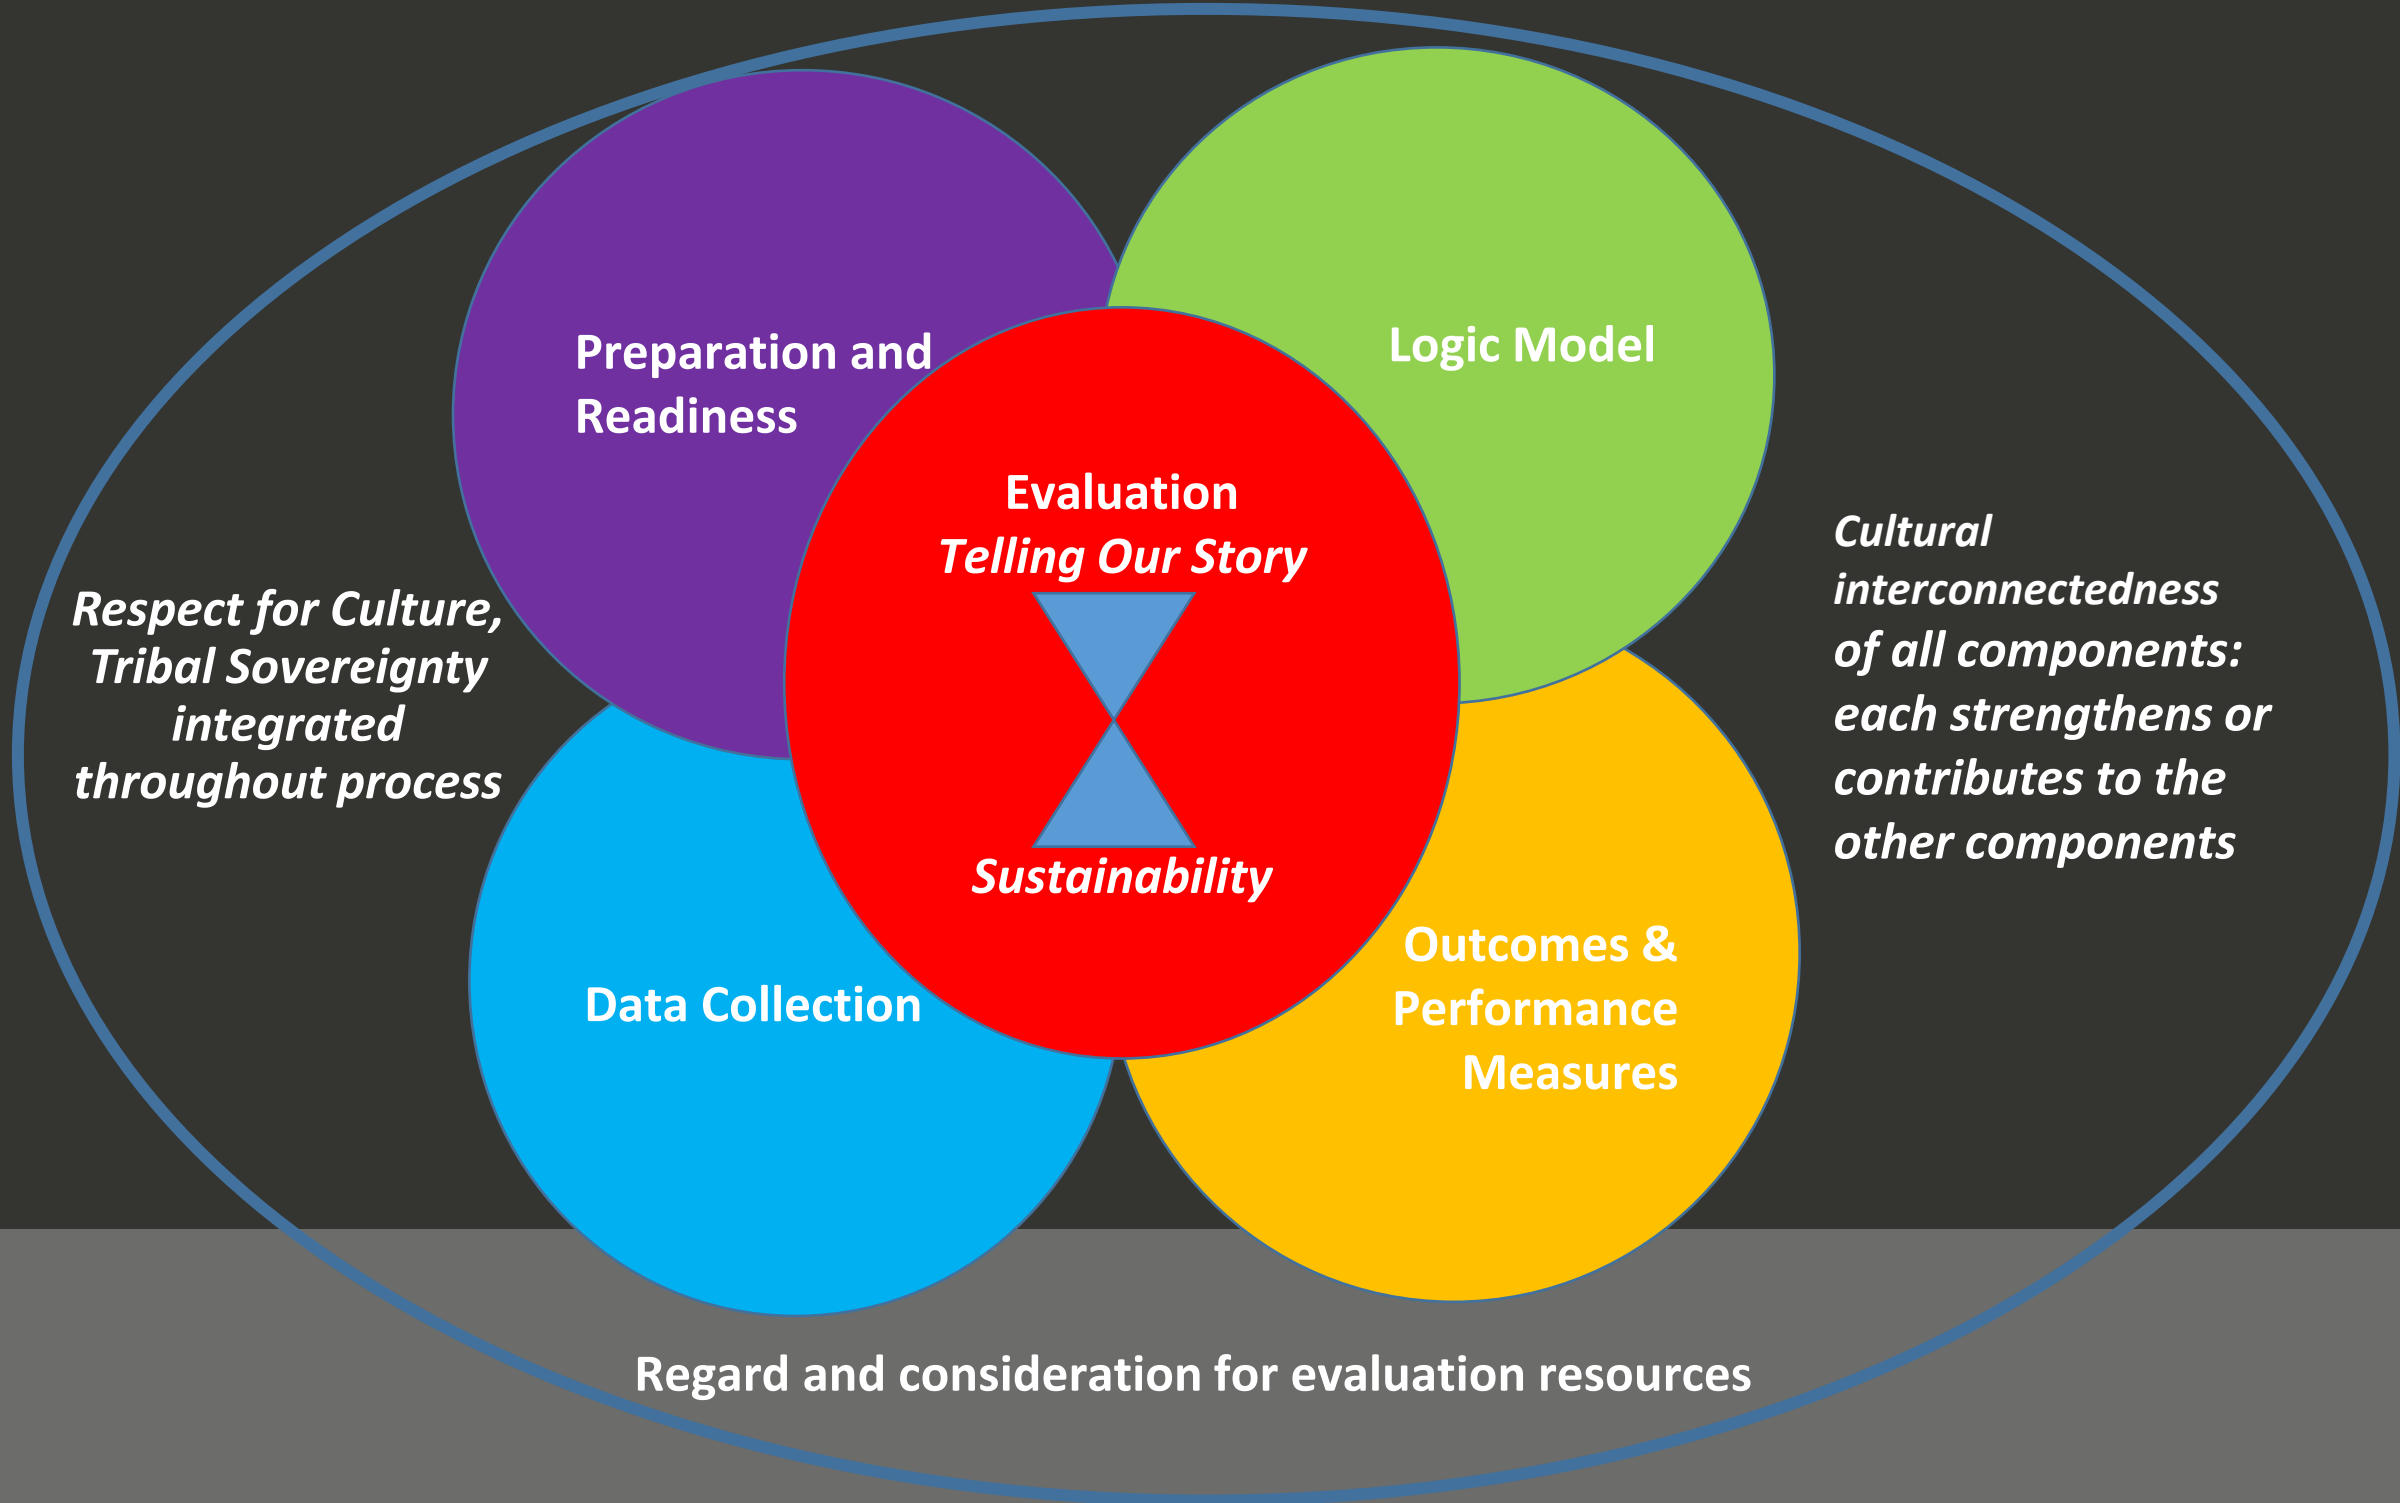 Preparation and
Readiness
Logic Model
Evaluation
Telling Our Story
Sustainability
Respect for Culture,
Tribal Sovereignty
integrated
throughout process
Cultural
interconnectedness
of all components:
each strengthens or
contributes to the
other components
Data Collection
Outcomes &
Performance
Measures
Regard and consideration for evaluation resources